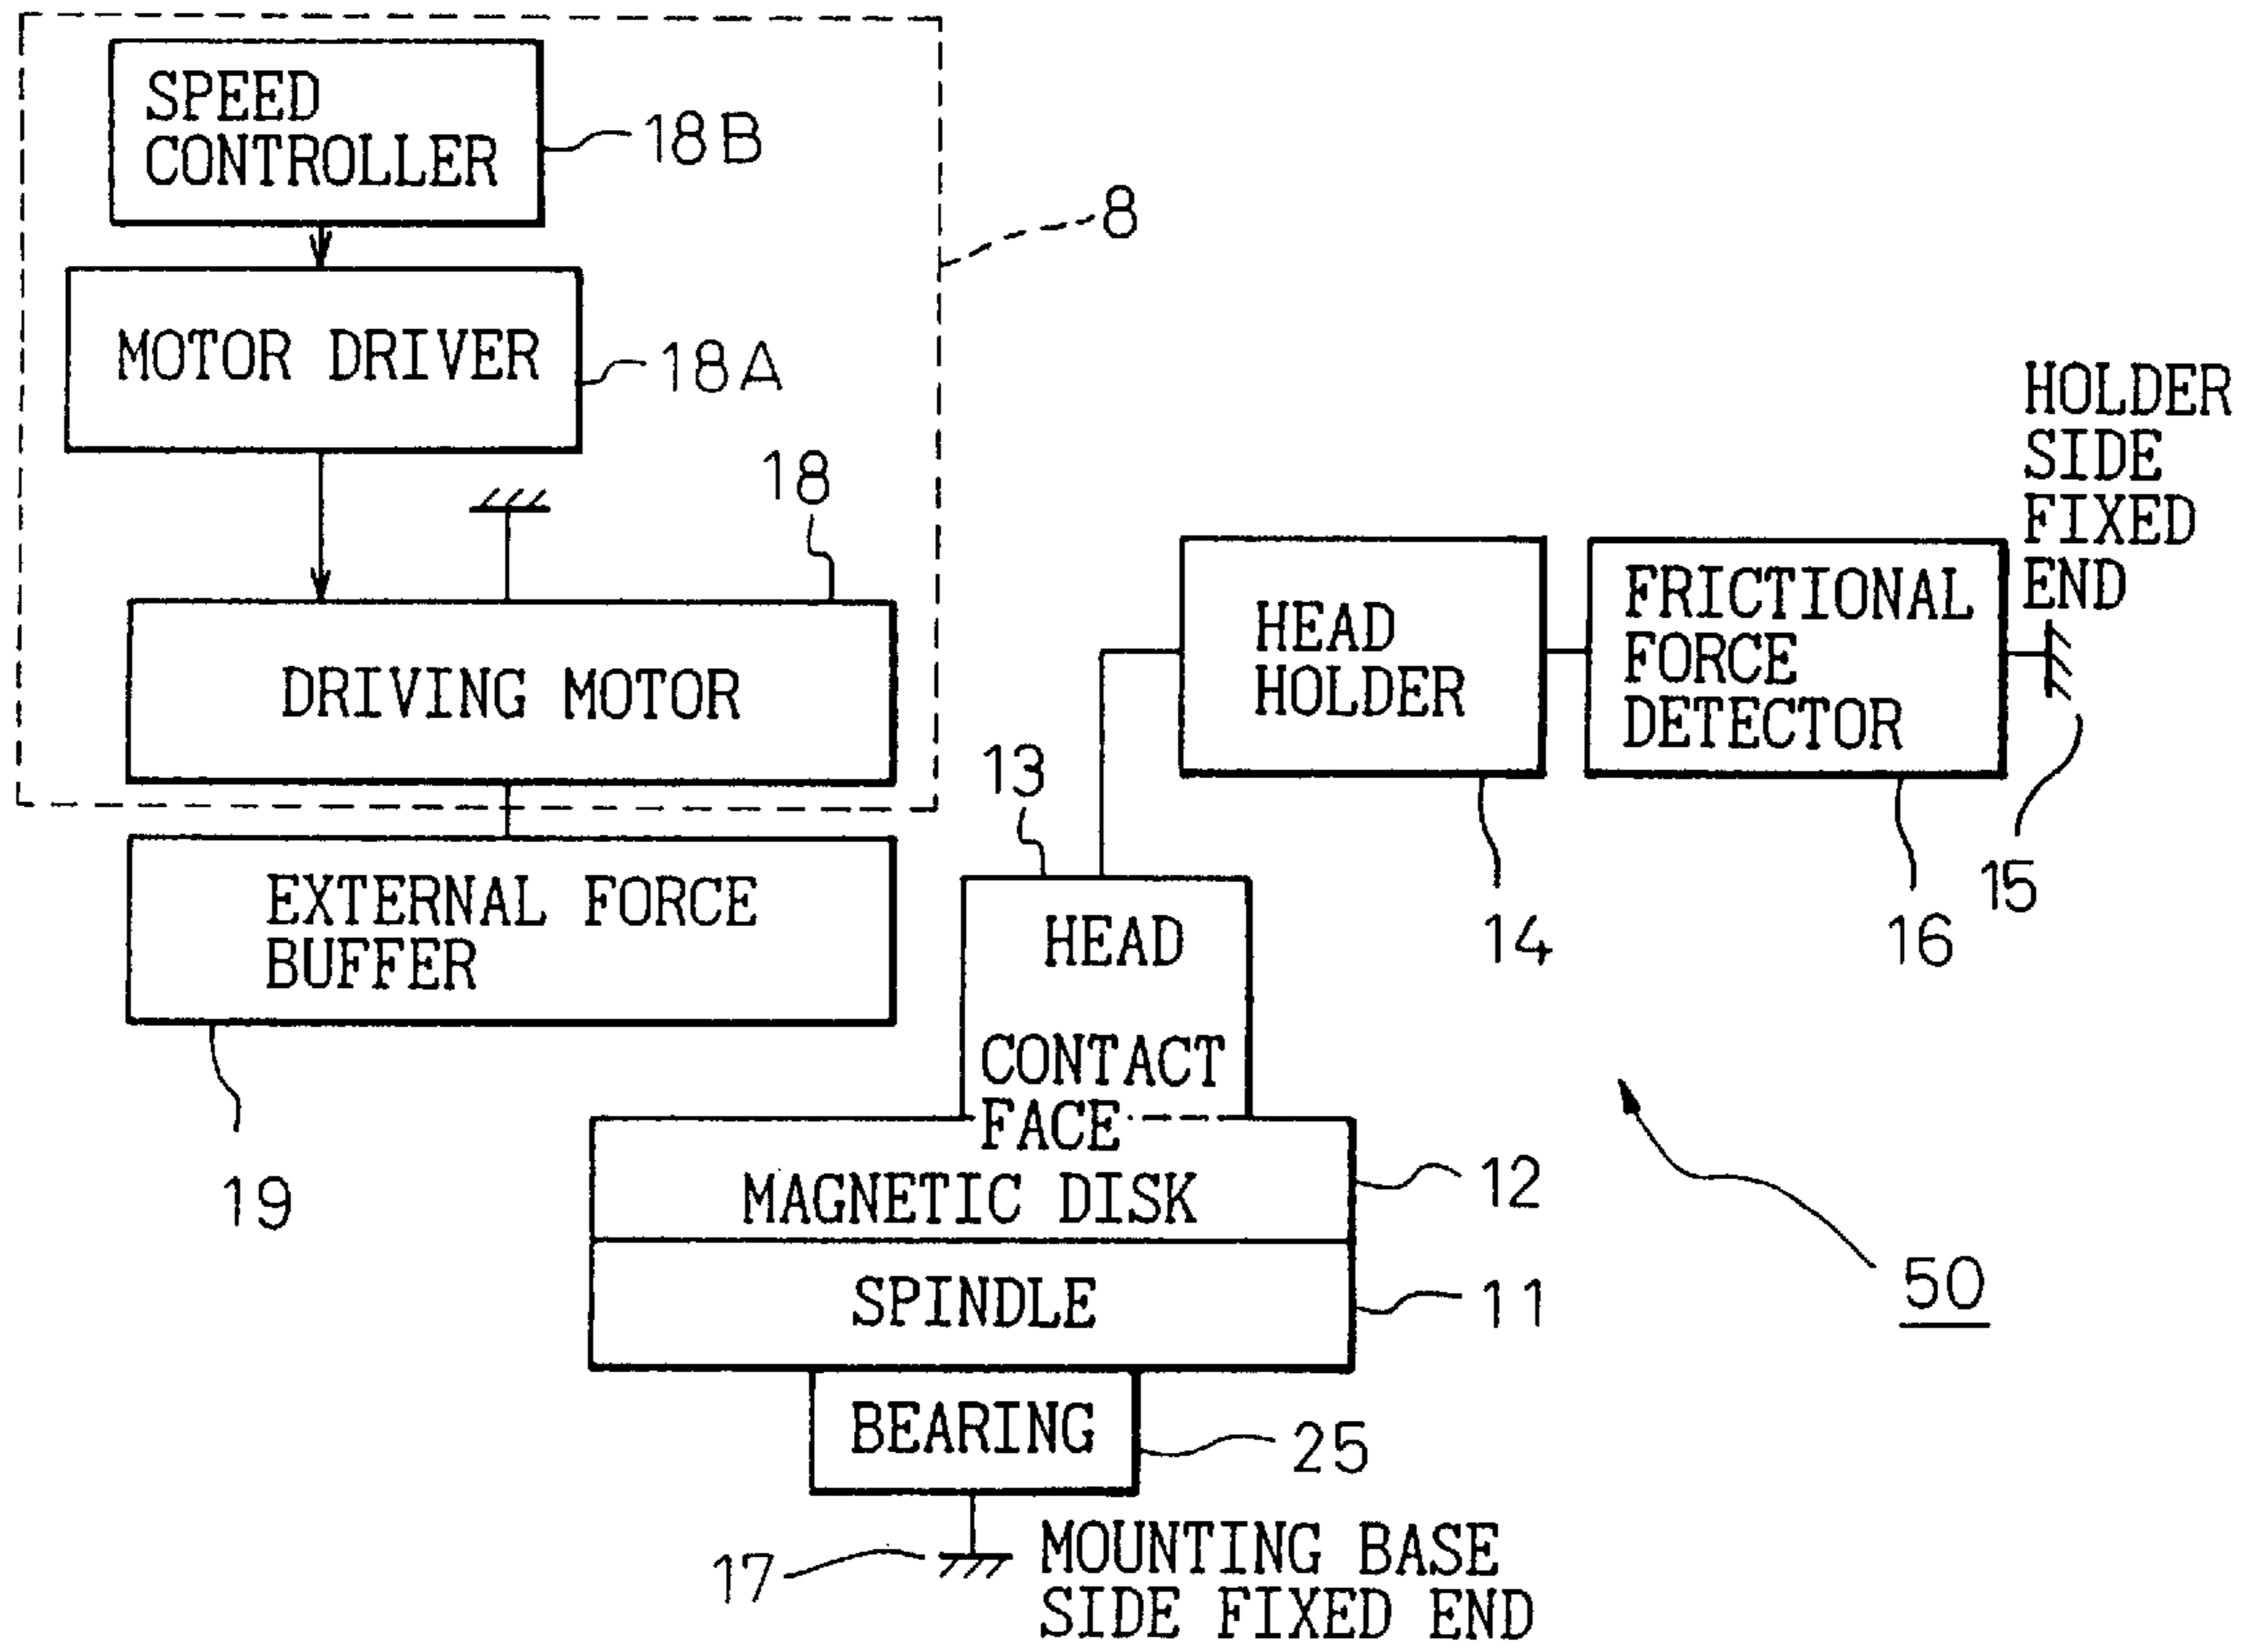 SPEED
CONTROLLER
18B
8
MOTOR DRIVER
18A
18
DRIVING MOTOR
EXTERNAL FORCE
BUFFER
19
HOLDER
SIDE
FIXED
END
HEAD
HOLDER
FRICTIONAL
FORCE
DETECTOR
13
14
16
15
HEAD
CONTACT
FACE
MAGNETIC DISK
12
SPINDLE
11
50
BEARING
25
17
MOUNTING BASE
SIDE FIXED END